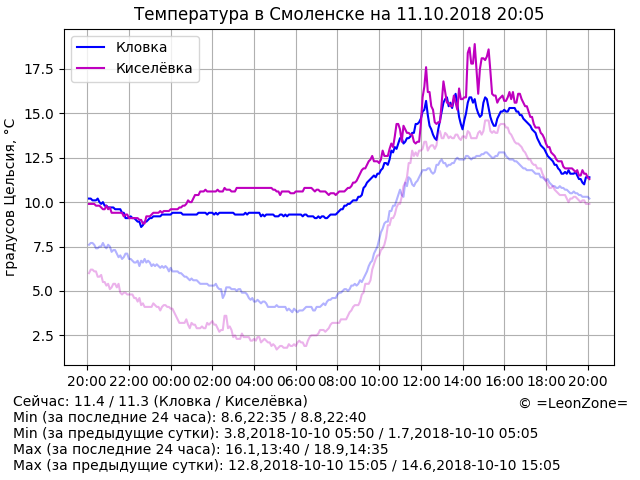 Температура в Смоленске на 11.10.2018 20:05
Кловка
Киселёвка
градусов Цельсия, °C
17.5
15.0
12.5
10.0
7.5
5.0
2.5
20:00 22:00 00:00 02:00 04:00 06:00 08:00 10:00 12:00 14:00 16:00 18:00 20:00
Сейчас: 11.4 / 11.3 (Кловка / Киселёвка)
© =LeonZone=
Min (за последние 24 часа): 8.6,22:35 / 8.8,22:40
Min (за предыдущие сутки): 3.8,2018-10-10 05:50 / 1.7,2018-10-10 05:05
Max (за последние 24 часа): 16.1,13:40 / 18.9,14:35
Max (за предыдущие сутки): 12.8,2018-10-10 15:05 / 14.6,2018-10-10 15:05